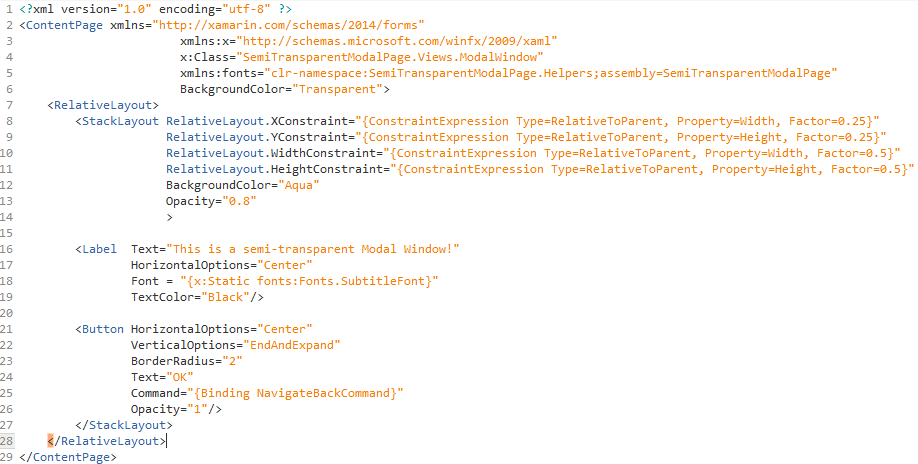 1 <?xml version="1.0" encoding="utf-8" ?>
2 <ContentPage xmlns="http://xamarin.com/schemas/2014/forms"
3                       xmlns:x="http://schemas.microsoft.com/winfx/2009/xaml"
4                       x:Class="SemiTransparentModalPage.Views.ModalWindow"
5                       xmlns:fonts="clr-namespace:SemiTransparentModalPage.Helpers;assembly=SemiTransparentModalPage"
6                       BackgroundColor="Transparent">
7    <RelativeLayout>
8        <StackLayout RelativeLayout.XConstraint="{ConstraintExpression Type=RelativeToParent, Property=Width, Factor=0.25}"
9                     RelativeLayout.YConstraint="{ConstraintExpression Type=RelativeToParent, Property=Height, Factor=0.25}"
10                    RelativeLayout.WidthConstraint="{ConstraintExpression Type=RelativeToParent, Property=Width, Factor=0.5}"
11                    RelativeLayout.HeightConstraint="{ConstraintExpression Type=RelativeToParent, Property=Height, Factor=0.5}"
12                    BackgroundColor="Aqua"
13                    Opacity="0.8"
14                    >
15
16       <Label  Text="This is a semi-transparent Modal Window!"
17               HorizontalOptions="Center"
18               Font = "{x:Static fonts:Fonts.SubtitleFont}"
19               TextColor="Black"/>
20
21       <Button HorizontalOptions="Center"
22               VerticalOptions="EndAndExpand"
23               BorderRadius="2"
24               Text="OK"
25               Command="{Binding NavigateBackCommand}"
26               Opacity="1"/>
27       </StackLayout>
28   </RelativeLayout>
29 </ContentPage>